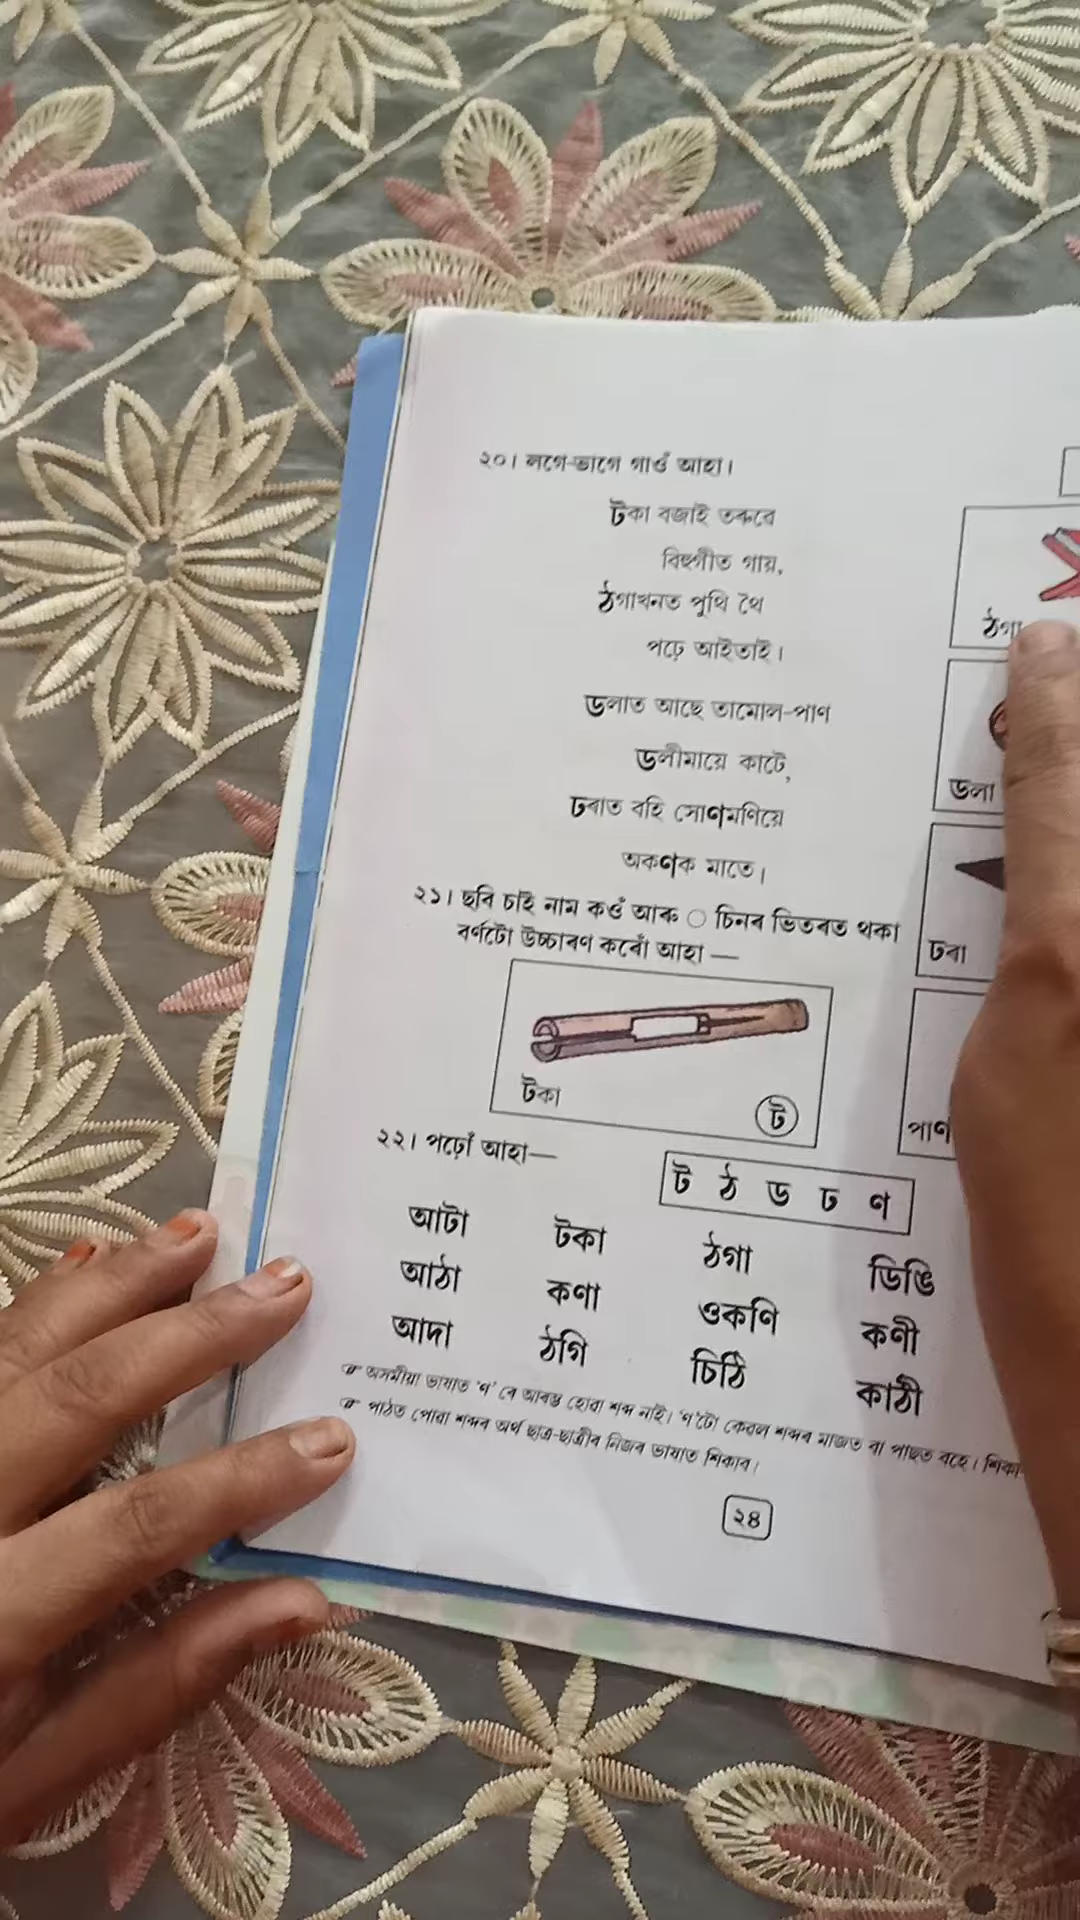 ২০। লগে-ভাগে গাওঁ আহা।
টকা বজাই তৰুৱে
বিহুগীত গায়,
ঠগাখনত পুথি থৈ
পঢ়ে আইতাই।
ডলাত আছে তামোল-পাণ
ডলীমায়ে কাটে,
ঢৰাত বহি সোণমণিয়ে
অকণক মাতে।
২১। ছবি চাই নাম কওঁ আৰু ○ চিনৰ ভিতৰত থকা
বৰ্ণটো উচ্চাৰণ কৰোঁ আহা —
টকা
ট
ঠগা
ডলা
ঢৰা
পাণ
২২। পঢ়োঁ আহা—
ট ঠ ড ঢ ণ
আটা টকা ঠগা ডিঙি
আঠা কণা ওকণি কণী
আদা ঠগি চিঠি কাঠী
☞ অসমীয়া ভাষাত ‘ণ’ ৰে আৰম্ভ হোৱা শব্দ নাই। ‘ণ’টো কেৱল শব্দৰ মাজত বা পাছত বহে।
☞ পাঠত পোৱা শব্দৰ অৰ্থ ছাত্ৰ-ছাত্ৰীৰ নিজৰ ভাষাত শিকাব।
২৪